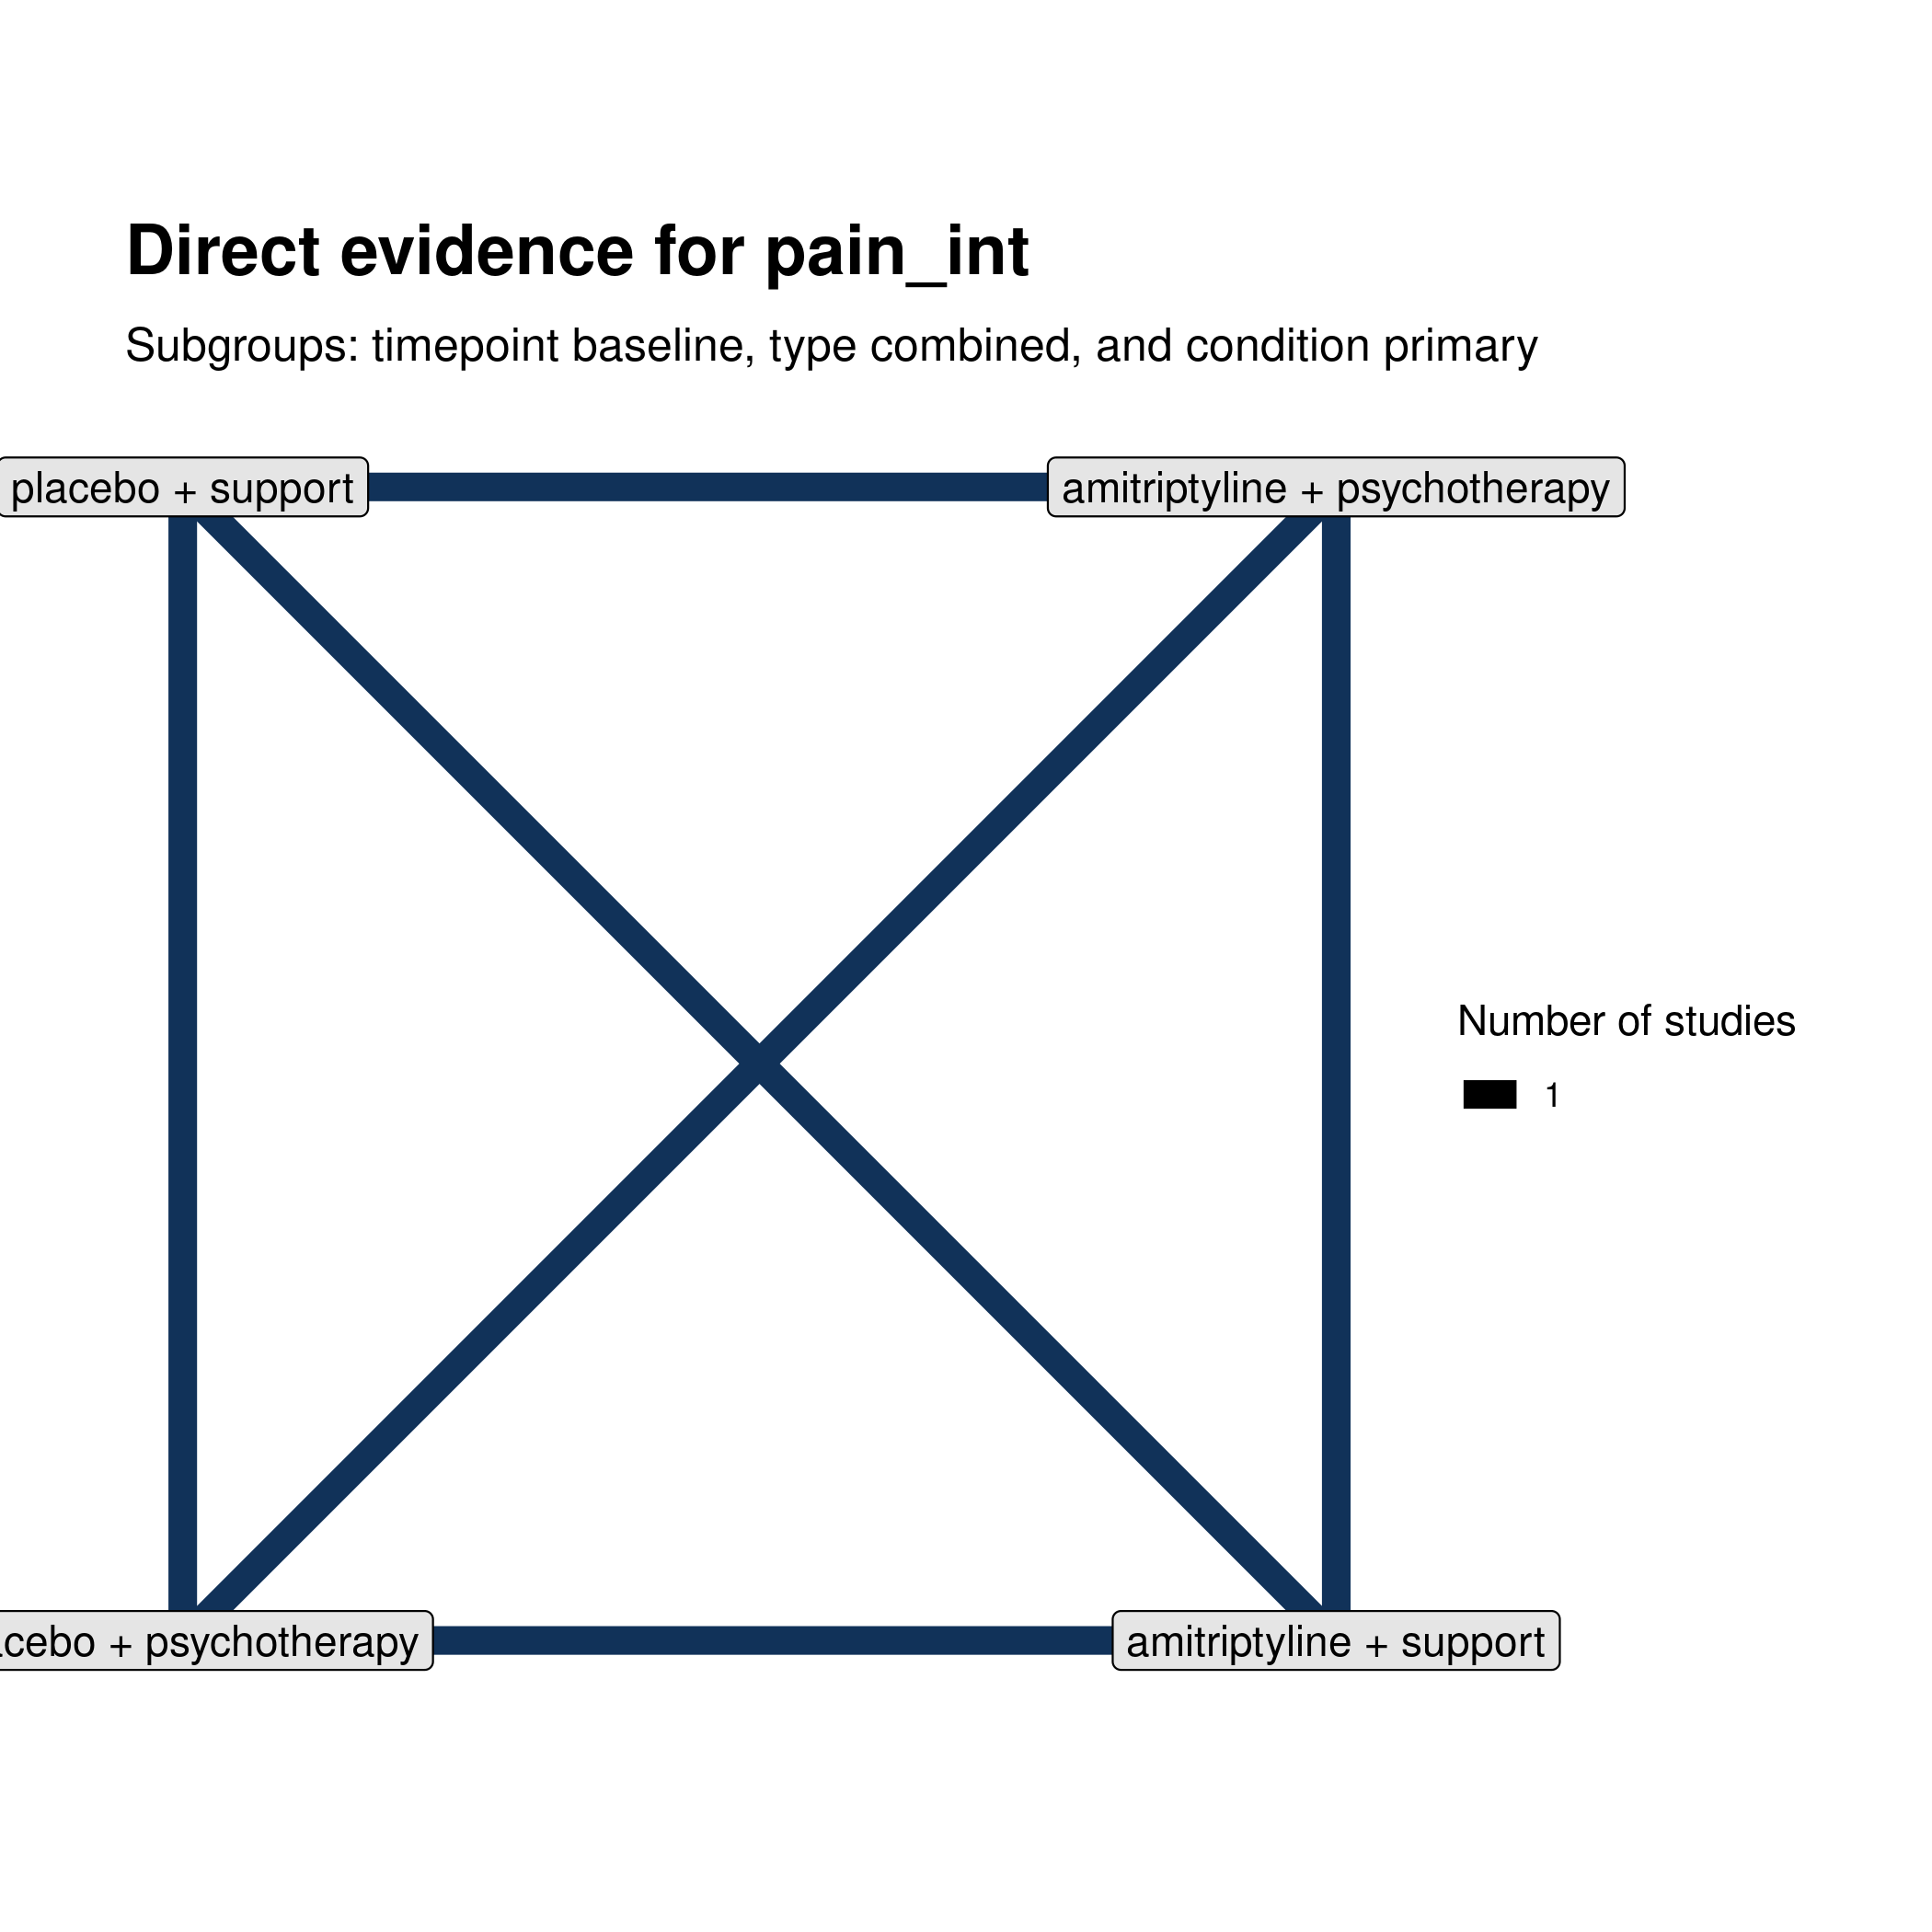 Direct evidence for pain_int
Subgroups: timepoint baseline, type combined, and condition primary
placebo + support
amitriptyline + psychotherapy
Number of studies
1
cebo + psychotherapy
amitriptyline + support